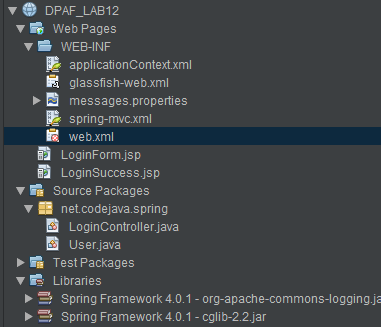 DPAF_LAB12
Web Pages
WEB-INF
applicationContext.xml
glassfish-web.xml
messages.properties
spring-mvc.xml
web.xml
LoginForm.jsp
LoginSuccess.jsp
Source Packages
net.codejava.spring
LoginController.java
User.java
Test Packages
Libraries
Spring Framework 4.0.1 - org-apache-commons-logging.ja
Spring Framework 4.0.1 - cglib-2.2.jar